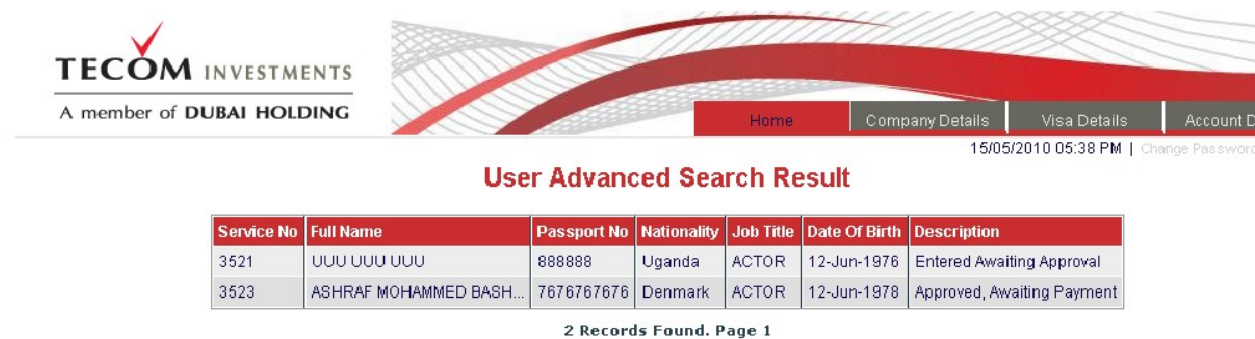 TECOM INVESTMENTS
A member of DUBAI HOLDING
Home Company Details Visa Details Account D
15/05/2010 05:38 PM | Change Password
User Advanced Search Result
Service No Full Name Passport No Nationality Job Title Date Of Birth Description
3521 UUU UUU UUU 888888 Uganda ACTOR 12-Jun-1976 Entered Awaiting Approval
3523 ASHRAF MOHAMMED BASH... 7676767676 Denmark ACTOR 12-Jun-1978 Approved, Awaiting Payment
2 Records Found. Page 1